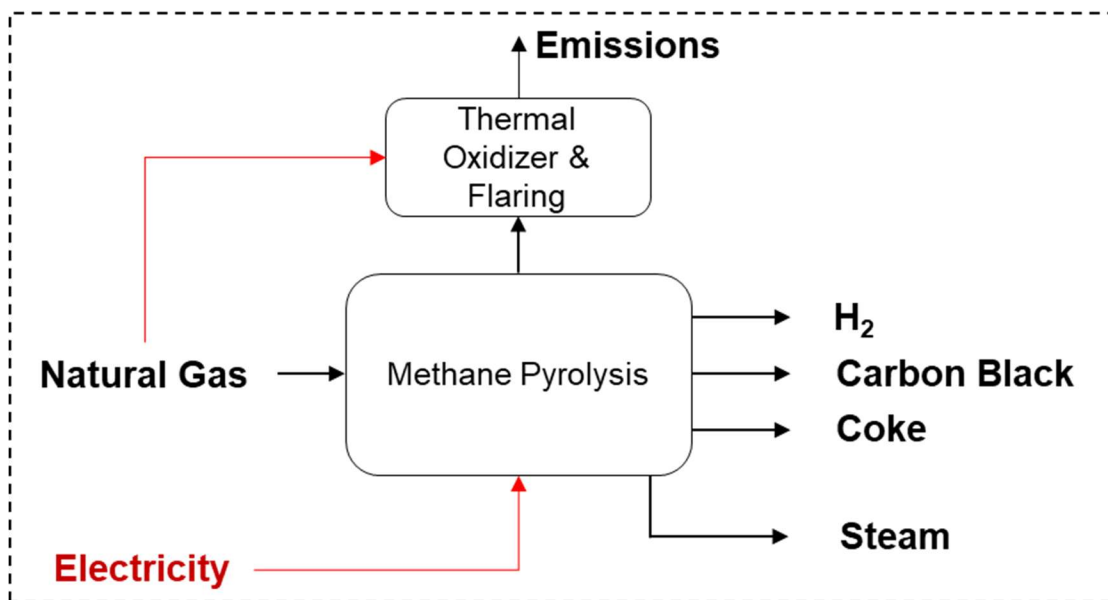 Emissions
Thermal
Oxidizer &
Flaring
H₂
Natural Gas
Methane Pyrolysis
Carbon Black
Coke
Steam
Electricity